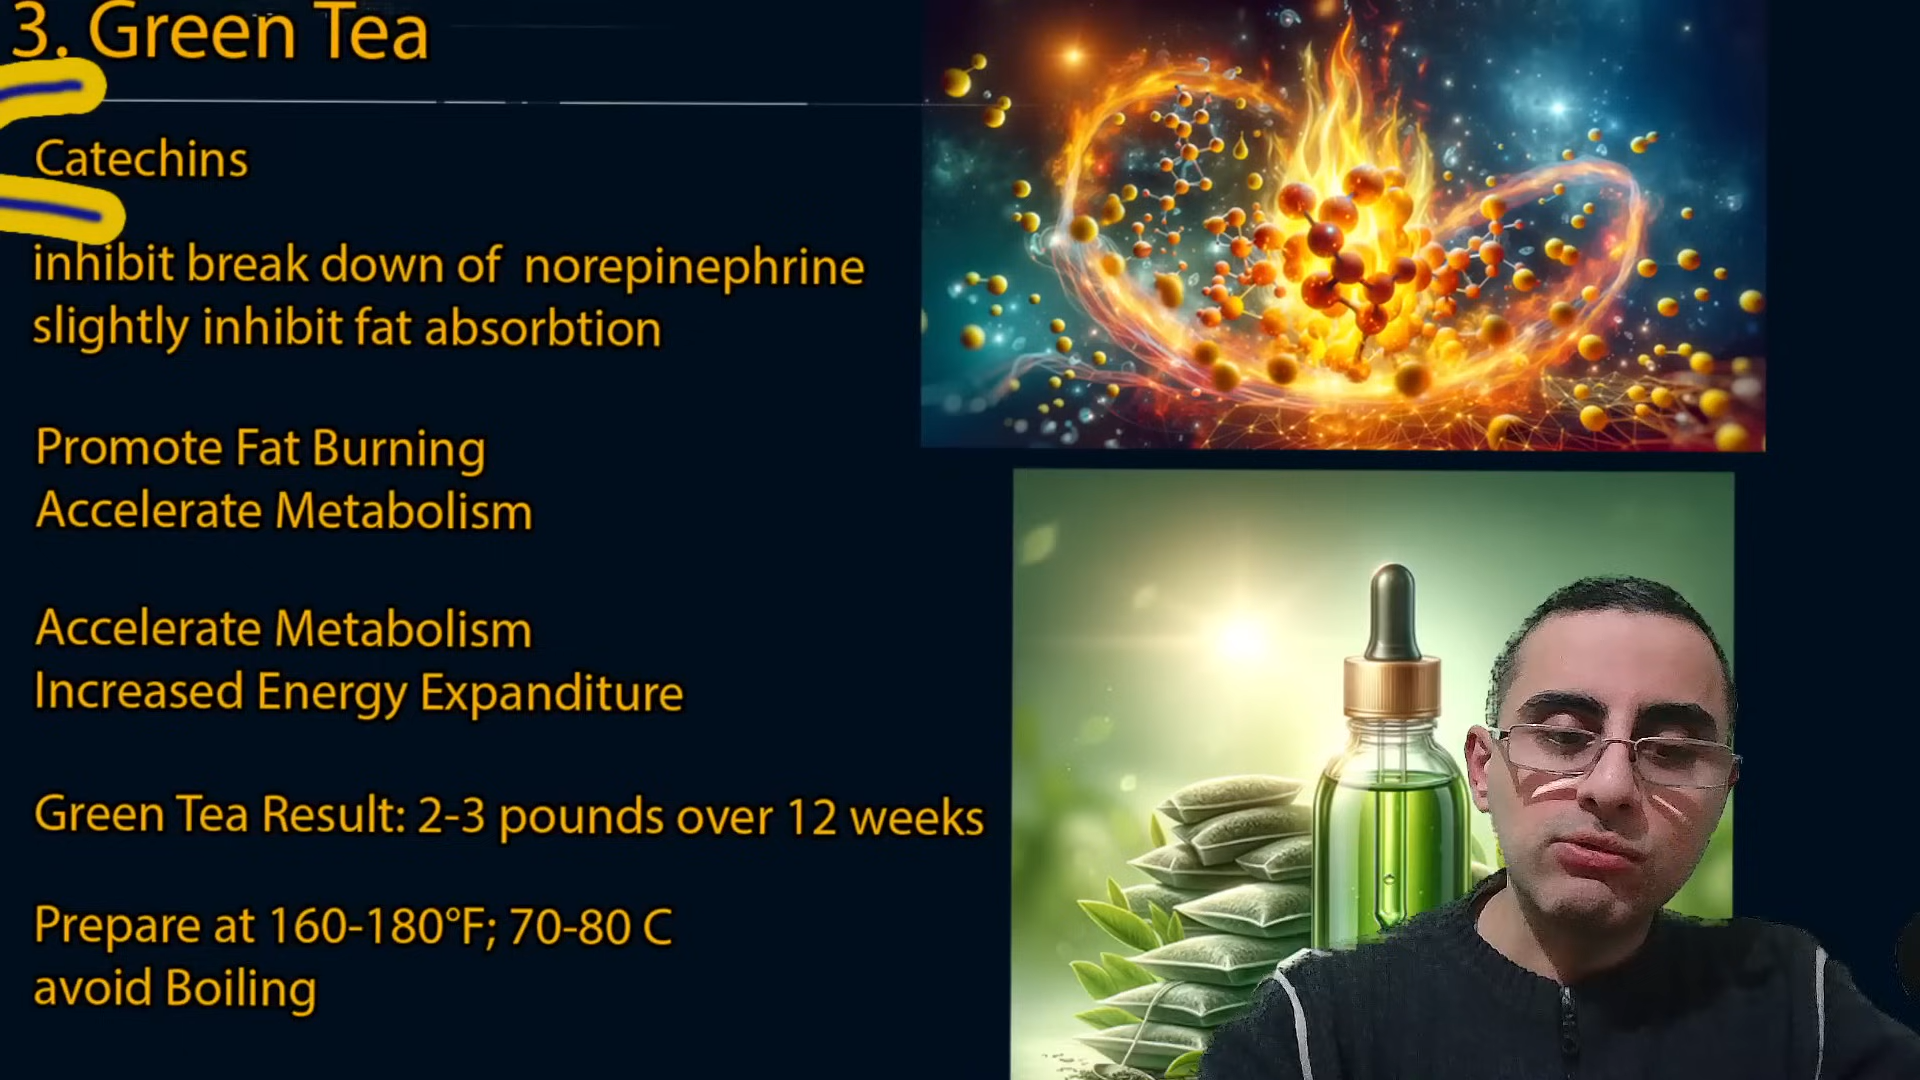 3. Green Tea
Catechins
inhibit break down of norepinephrine
slightly inhibit fat absorbtion
Promote Fat Burning
Accelerate Metabolism
Accelerate Metabolism
Increased Energy Expanditure
Green Tea Result: 2-3 pounds over 12 weeks
Prepare at 160-180°F; 70-80 C
avoid Boiling